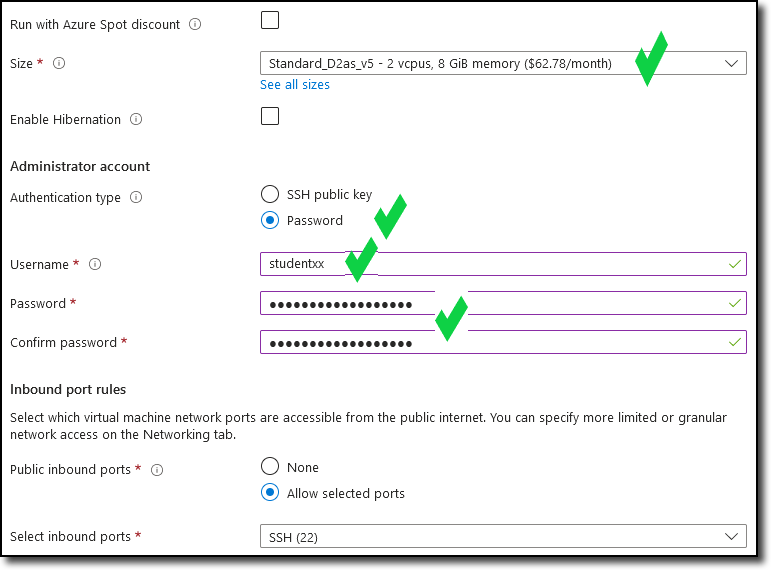 Run with Azure Spot discount
Size *
Standard_D2as_v5 - 2 vcpus, 8 GiB memory ($62.78/month)
See all sizes
Enable Hibernation
Administrator account
Authentication type
SSH public key
Password
Username *
studentxx
Password *
●●●●●●●●●●●●●●●●●●
Confirm password *
●●●●●●●●●●●●●●●●●●
Inbound port rules
Select which virtual machine network ports are accessible from the public internet. You can specify more limited or granular
network access on the Networking tab.
Public inbound ports *
None
Allow selected ports
Select inbound ports *
SSH (22)